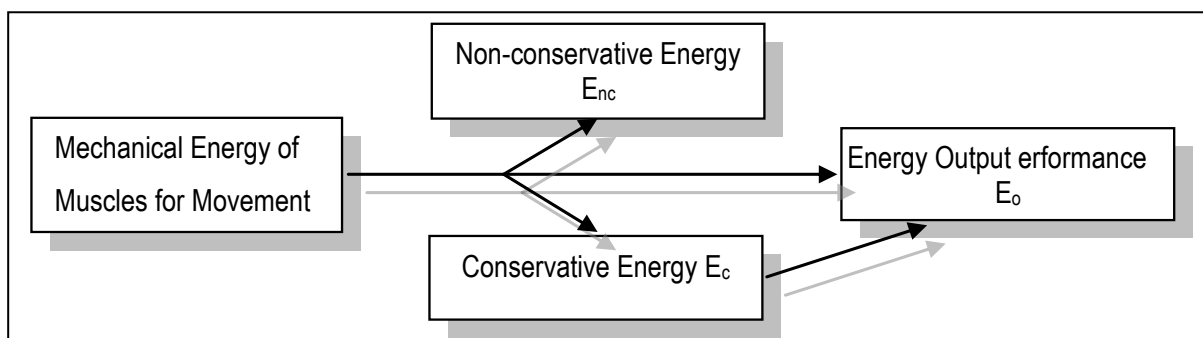 Non-conservative Energy
Enc
Mechanical Energy of
Muscles for Movement
Energy Output erformance
Eo
Conservative Energy Ec